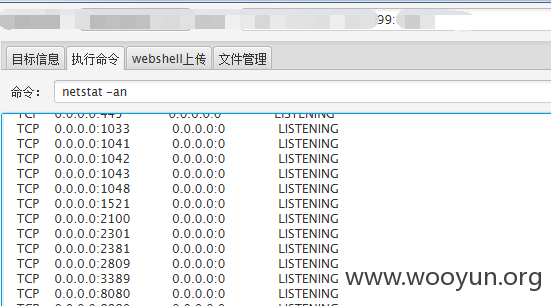 99:
目标信息 执行命令 webshell上传 文件管理
命令： netstat -an
TCP 0.0.0.0:445 0.0.0.0:0 LISTENING
TCP 0.0.0.0:1033 0.0.0.0:0 LISTENING
TCP 0.0.0.0:1041 0.0.0.0:0 LISTENING
TCP 0.0.0.0:1042 0.0.0.0:0 LISTENING
TCP 0.0.0.0:1043 0.0.0.0:0 LISTENING
TCP 0.0.0.0:1048 0.0.0.0:0 LISTENING
TCP 0.0.0.0:1521 0.0.0.0:0 LISTENING
TCP 0.0.0.0:2100 0.0.0.0:0 LISTENING
TCP 0.0.0.0:2301 0.0.0.0:0 LISTENING
TCP 0.0.0.0:2381 0.0.0.0:0 LISTENING
TCP 0.0.0.0:2809 0.0.0.0:0 LISTENING
TCP 0.0.0.0:3389 0.0.0.0:0 LISTENING
TCP 0.0.0.0:8080 0.0.0.0:0 LISTENING
www.wooyun.org